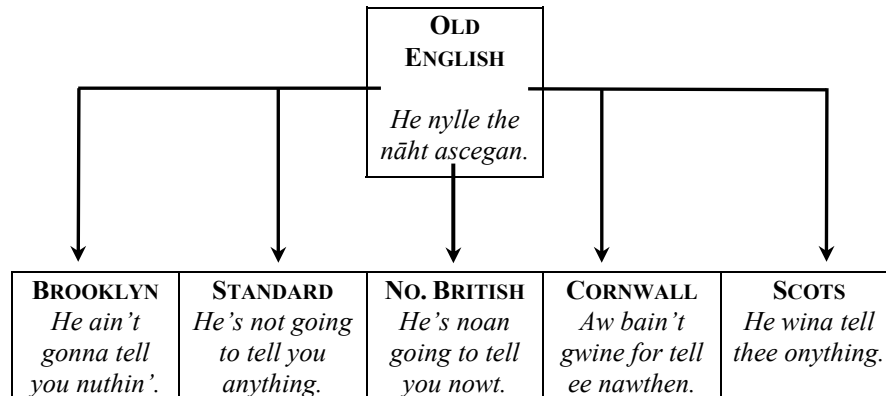 OLD
ENGLISH
He nylle the
nāht ascegan.
BROOKLYN
He ain’t
gonna tell
you nuthin’.
STANDARD
He’s not going
to tell you
anything.
NO. BRITISH
He’s noan
going to tell
you nowt.
CORNWALL
Aw bain’t
gwine for tell
ee nawthen.
SCOTS
He wina tell
thee onything.